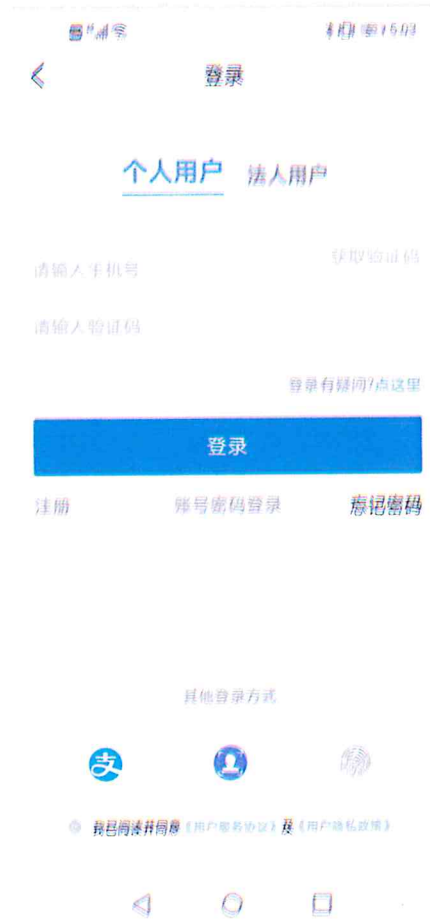 15:03
登录
个人用户 法人用户
请输入手机号 获取验证码
请输入验证码
登录有疑问?点这里
登录
注册 账号密码登录 忘记密码
其他登录方式
支
我已阅读并同意《用户服务协议》及《用户隐私政策》